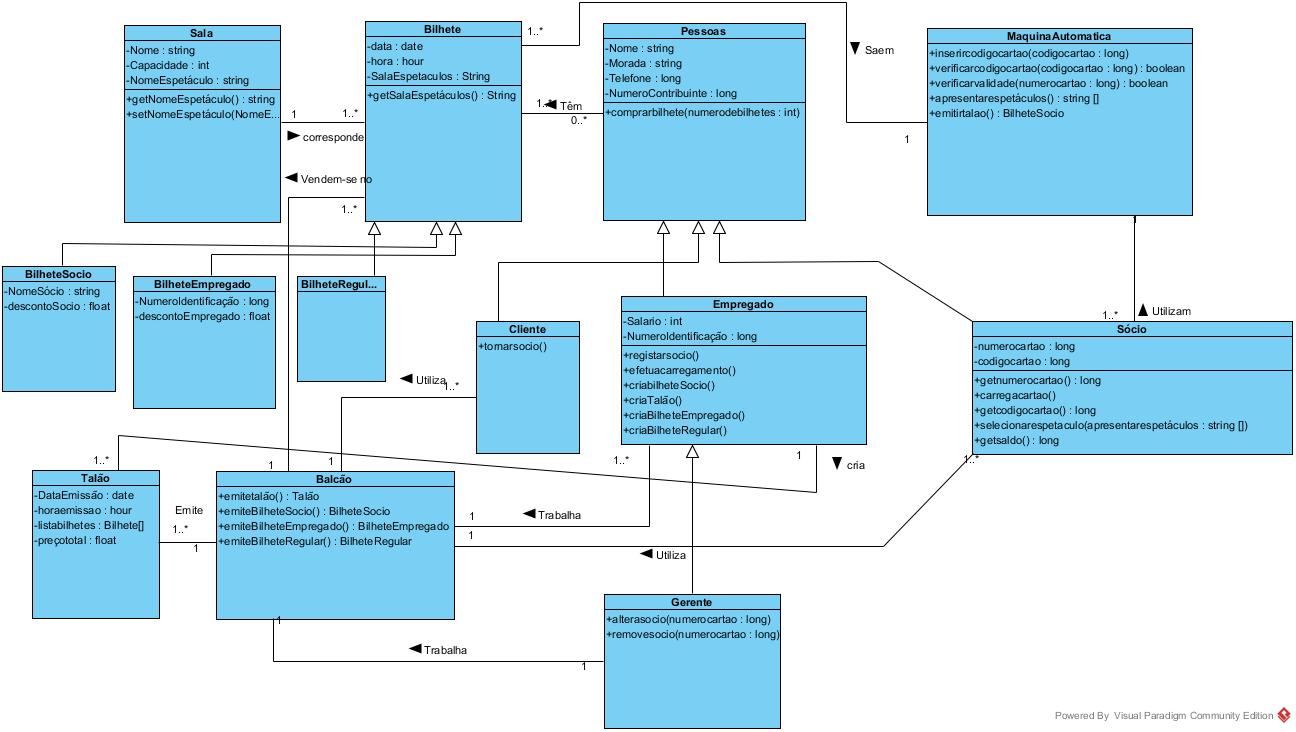 Sala
-Nome : string
-Capacidade : int
-NomeEspetáculo : string
+getNomeEspetáculo() : string
+setNomeEspetáculo(NomeE...
1
1..*
corresponde
Vendem-se no
1..*
Bilhete
-data : date
-hora : hour
-SalaEspetaculos : String
+getSalaEspetáculos() : String
1..*
1..*
Têm
0..*
Pessoas
-Nome : string
-Morada : string
-Telefone : long
-NumeroContribuinte : long
+comprarbilhete(numerodebilhetes : int)
Saem
1
MaquinaAutomatica
+inserircodigocartao(codigocartao : long)
+verificarcodigocartao(codigocartao : long) : boolean
+verificarvalidade(numerocartao : long) : boolean
+apresentarespetáculos() : string []
+emitirtalao() : BilheteSocio
1
BilheteSocio
-NomeSócio : string
-descontoSocio : float
BilheteEmpregado
-NumeroIdentificação : long
-descontoEmpregado : float
BilheteRegul...
Cliente
+tornarsocio()
Utiliza
1..*
Empregado
-Salario : int
-NumeroIdentificação : long
+registarsocio()
+efetuacarregamento()
+criabilheteSocio()
+criaTalão()
+criaBilheteEmpregado()
+criaBilheteRegular()
1..*
Utilizam
Sócio
-numerocartao : long
-codigocartao : long
+getnumerocartao() : long
+carregacartao()
+getcodigocartao() : long
+selecionarespetaculo(apresentarespetáculos : string [])
+getsaldo() : long
1..*
1..*
1
1
1..*
1
cria
Talão
-DataEmissão : date
-horaemissao : hour
-listabilhetes : Bilhete[]
-preçototal : float
Emite
1..*
1
Balcão
+emitetalão() : Talão
+emiteBilheteSocio() : BilheteSocio
+emiteBilheteEmpregado() : BilheteEmpregado
+emiteBilheteRegular() : BilheteRegular
1
Trabalha
1
Utiliza
1
Trabalha
1
Gerente
+alterasocio(numerocartao : long)
+removesocio(numerocartao : long)
Powered By Visual Paradigm Community Edition